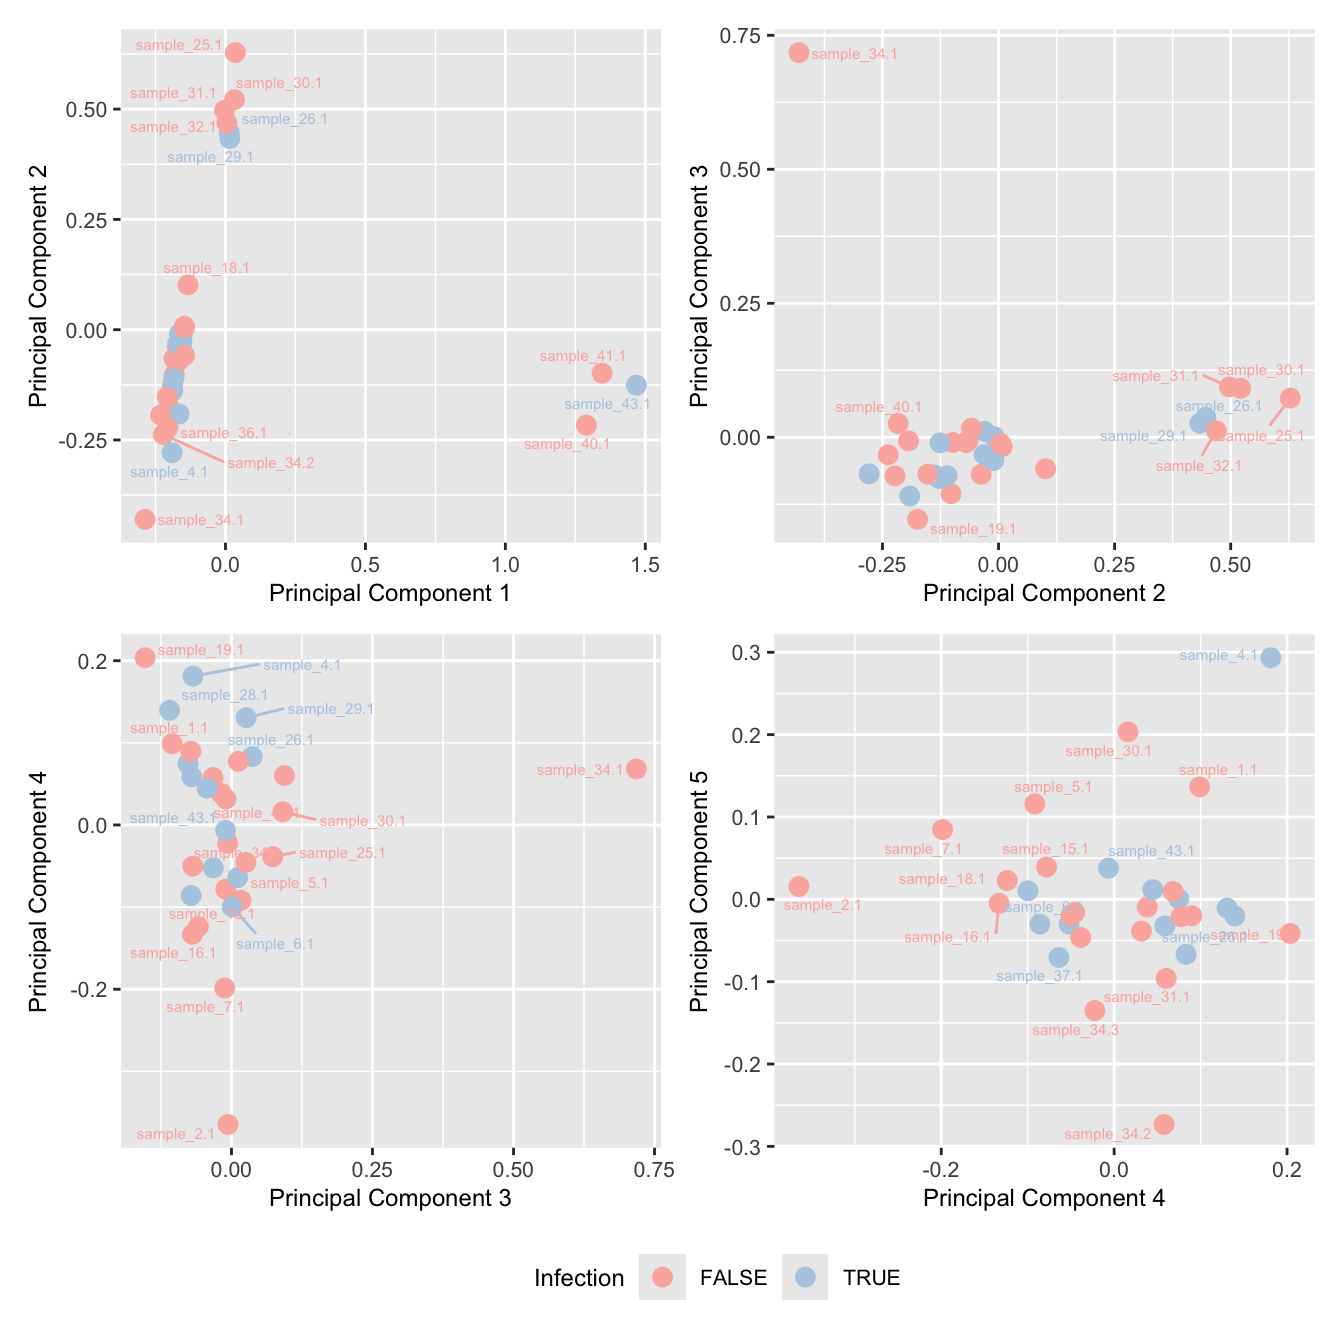 sample_25.1
sample_30.1
sample_31.1
sample_26.1
sample_32.1
sample_29.1
sample_18.1
sample_41.1
sample_43.1
sample_40.1
sample_36.1
sample_34.2
sample_4.1
sample_34.1
0.50
0.25
0.00
-0.25
0.0
0.5
1.0
1.5
Principal Component 1
Principal Component 2
sample_34.1
sample_30.1
sample_31.1
sample_26.1
sample_40.1
sample_29.1
sample_25.1
sample_32.1
sample_19.1
0.75
0.50
0.25
0.00
-0.25
0.00
0.25
0.50
Principal Component 2
Principal Component 3
sample_19.1
sample_4.1
sample_28.1
sample_29.1
sample_1.1
sample_26.1
sample_34.1
sample_43.1
sample_30.1
sample_25.1
sample_5.1
sample_6.1
sample_16.1
sample_7.1
sample_2.1
0.2
0.0
-0.2
0.00
0.25
0.50
0.75
Principal Component 3
Principal Component 4
sample_4.1
sample_30.1
sample_1.1
sample_5.1
sample_7.1
sample_15.1
sample_43.1
sample_18.1
sample_2.1
sample_16.1
sample_26.1
sample_37.1
sample_31.1
sample_34.3
sample_34.2
0.3
0.2
0.1
0.0
-0.1
-0.2
-0.3
-0.2
0.0
0.2
Principal Component 4
Principal Component 5
Infection
FALSE
TRUE